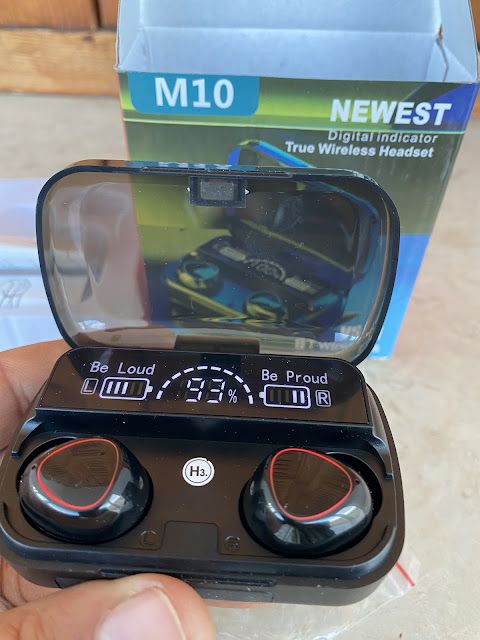 M10
NEWEST
Digital indicator
True Wireless Headset
Be Loud
Be Proud
L
93%
R
H3.
L